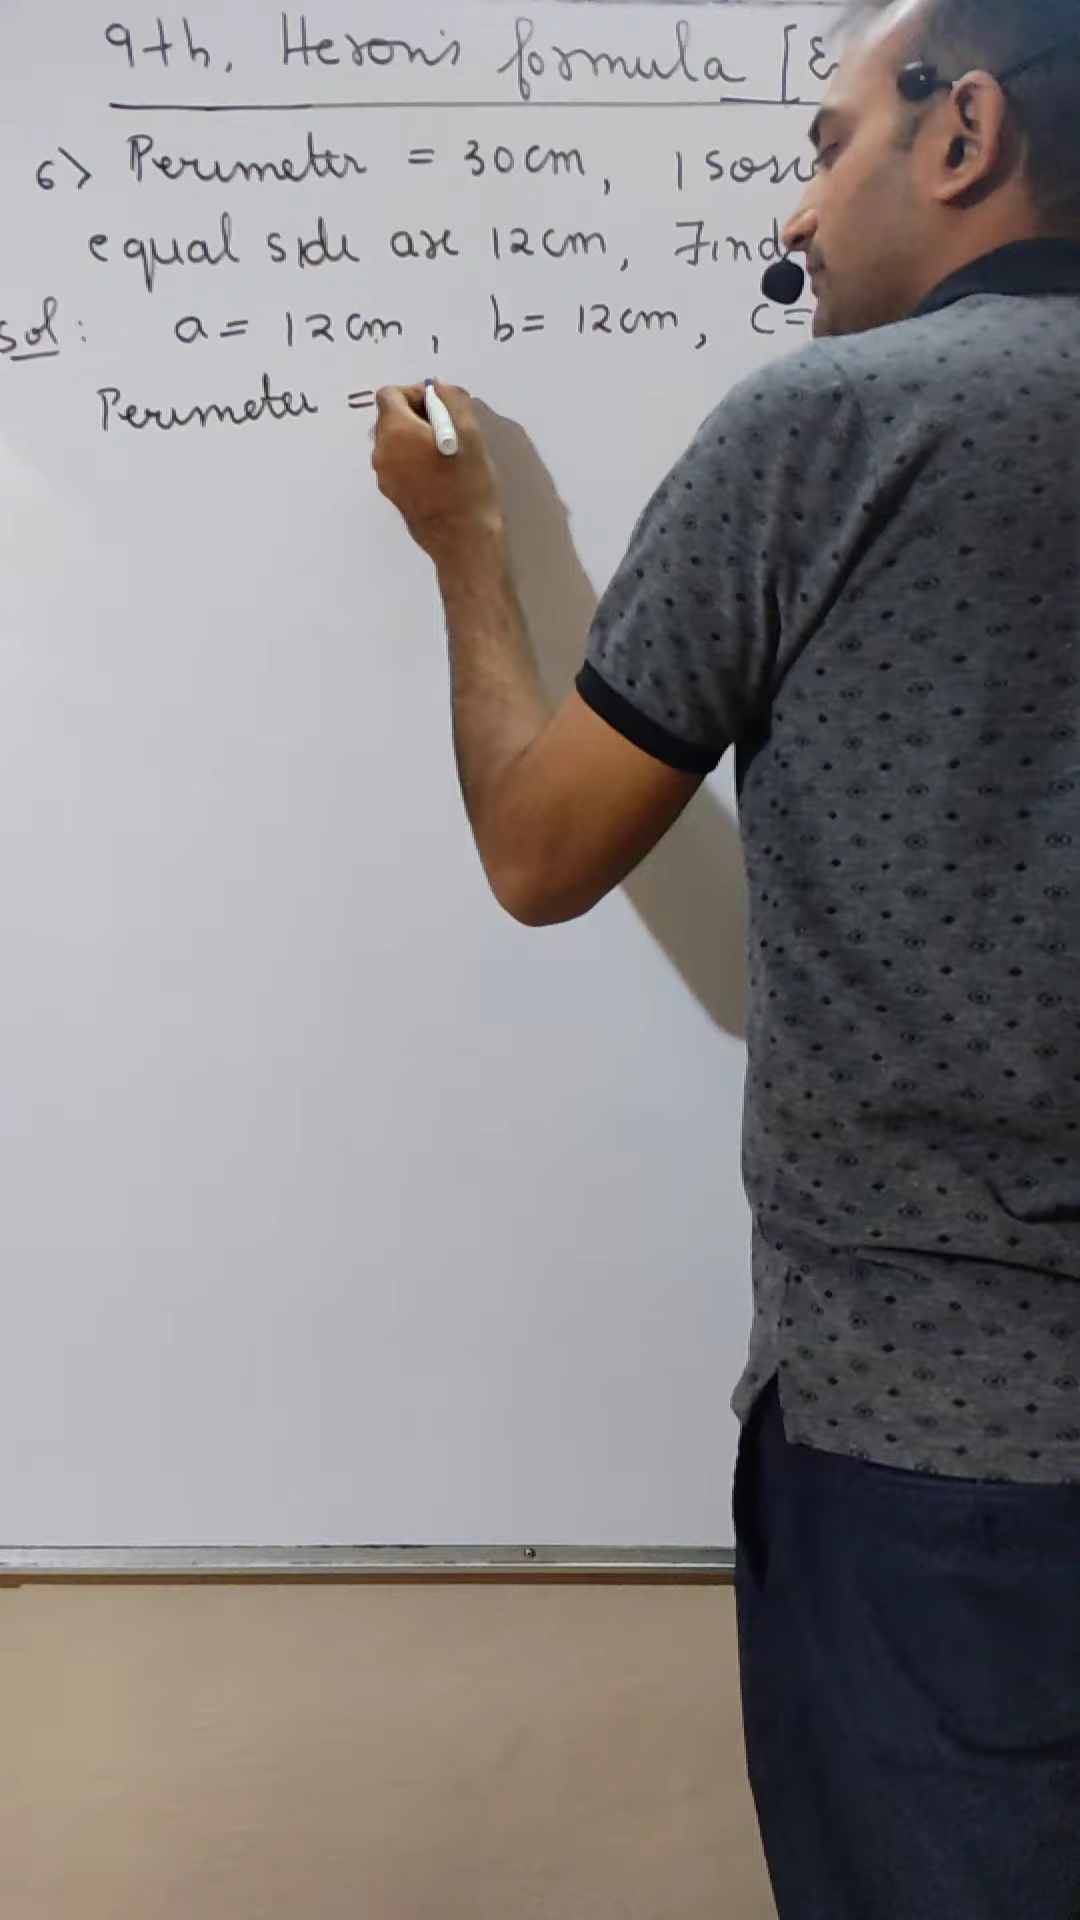 9th, Heron's formula [E
6> Perimeter = 30cm, Isos
equal side are 12cm, Find
Sol: a = 12cm, b = 12cm, c =
Perimeter =